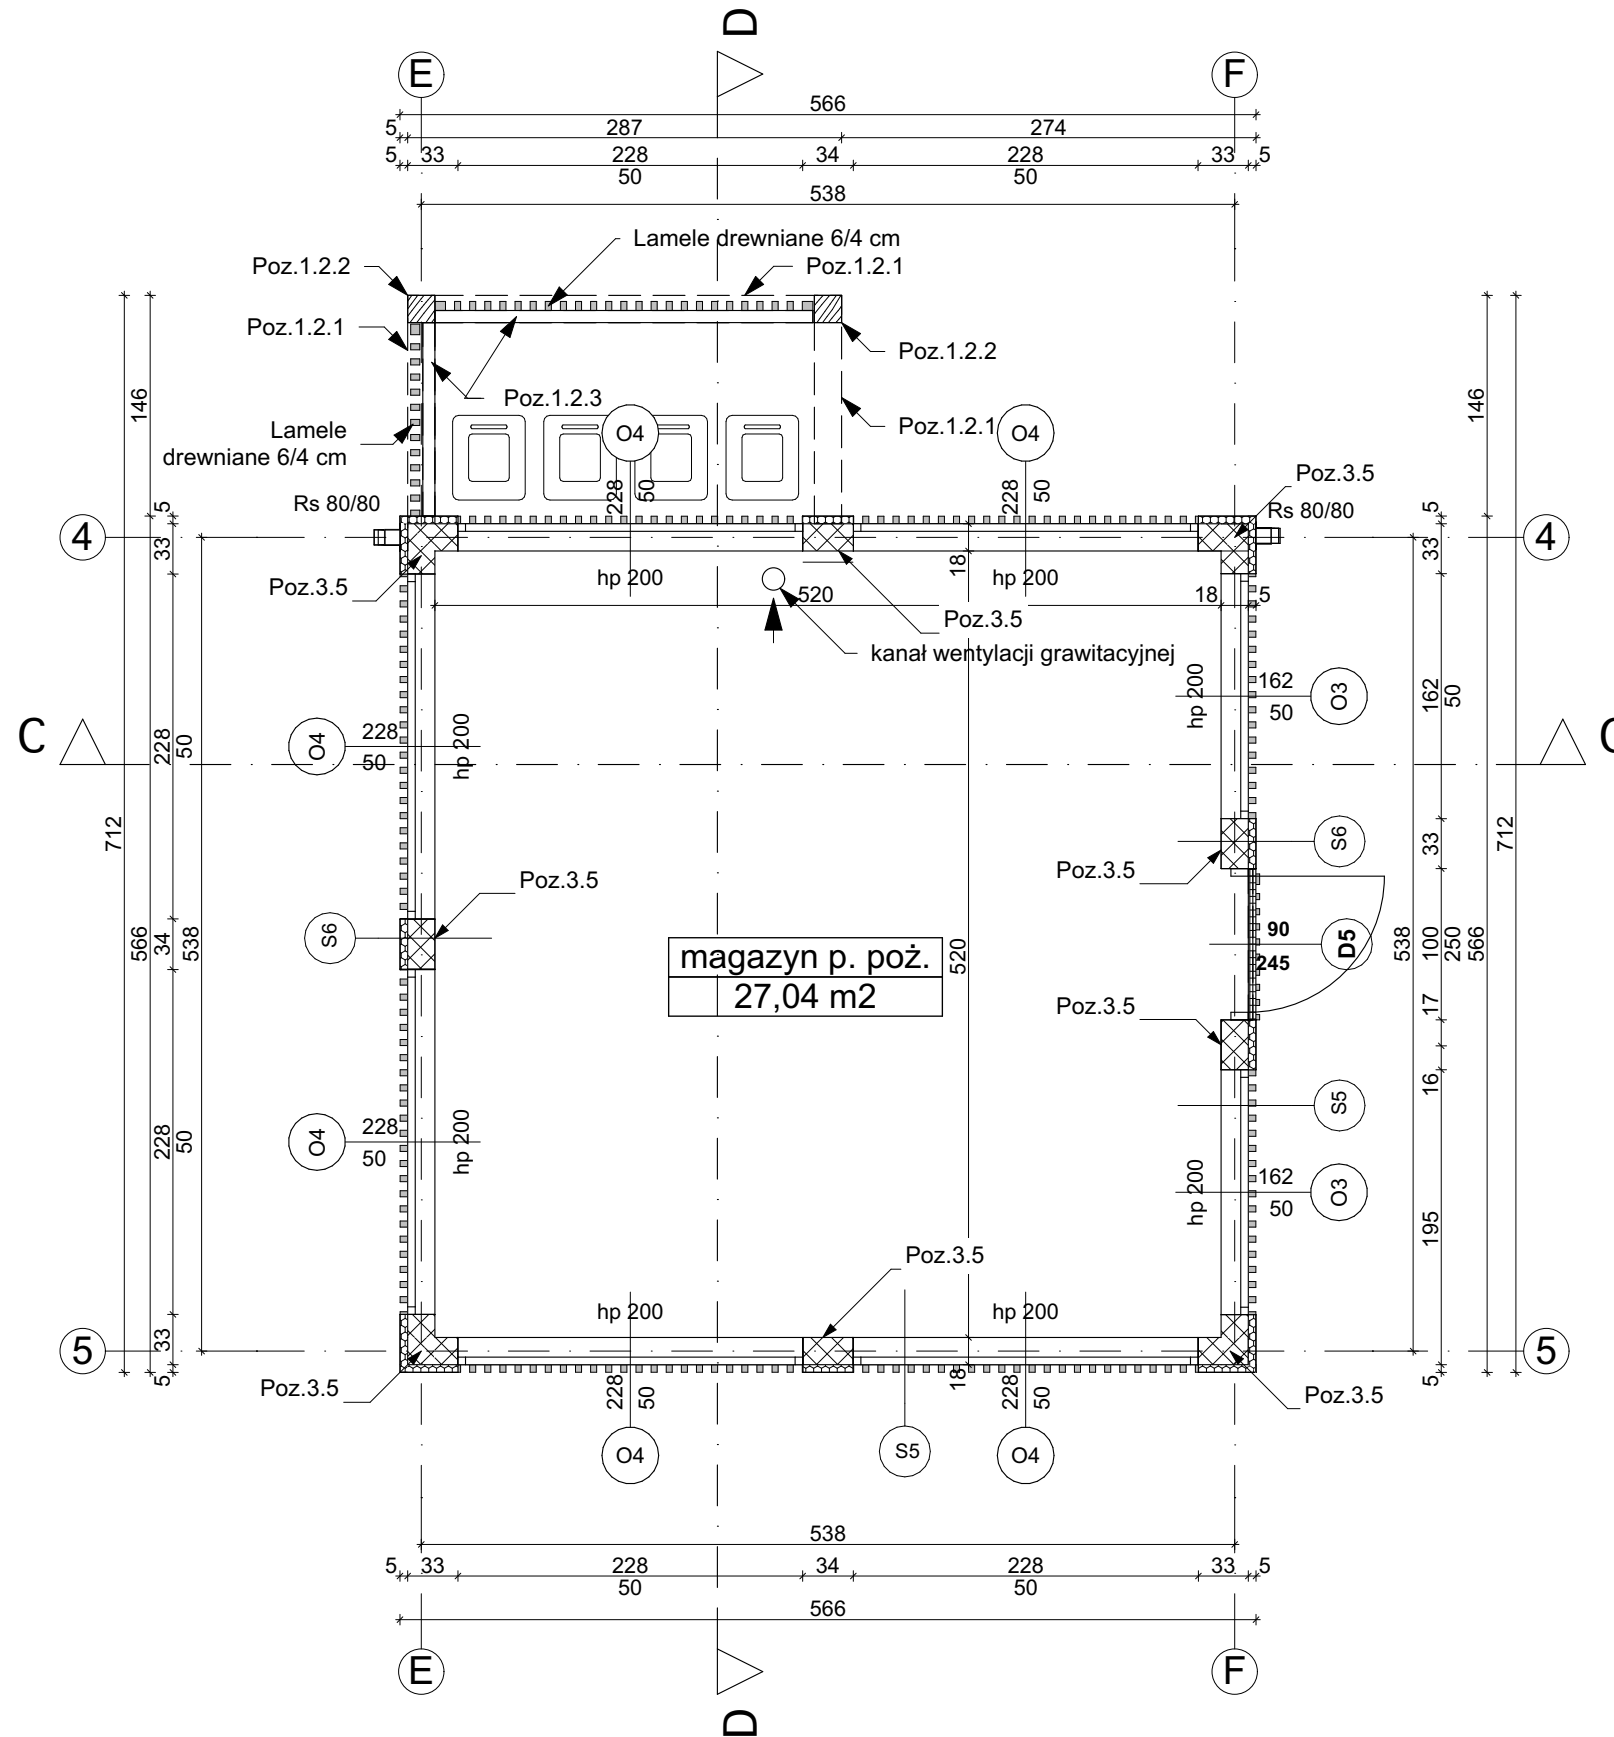 D
E
F
566
5
287
274
5
33
228
34
228
33
5
50
50
538
Lamele drewniane 6/4 cm
Poz.1.2.2
Poz.1.2.1
Poz.1.2.1
Poz.1.2.2
Poz.1.2.3
146
146
Lamele
drewniane 6/4 cm
O4
Poz.1.2.1
O4
Poz.3.5
228
50
228
50
Rs 80/80
Rs 80/80
5
5
4
4
33
33
18
hp 200
hp 200
Poz.3.5
520
18
5
Poz.3.5
kanał wentylacji grawitacyjnej
hp 200
162
50
O3
162
50
C
O4
228
50
hp 200
228
50
C
712
712
33
S6
Poz.3.5
Poz.3.5
S6
566
34
538
520
magazyn p. poż.
27,04 m2
90
245
D5
538
100
250
566
Poz.3.5
17
16
S5
O4
228
50
hp 200
228
50
hp 200
162
50
O3
195
Poz.3.5
hp 200
hp 200
33
5
5
5
5
Poz.3.5
228
50
18
228
50
Poz.3.5
O4
S5
O4
538
5
33
228
34
228
33
5
50
50
566
E
F
D